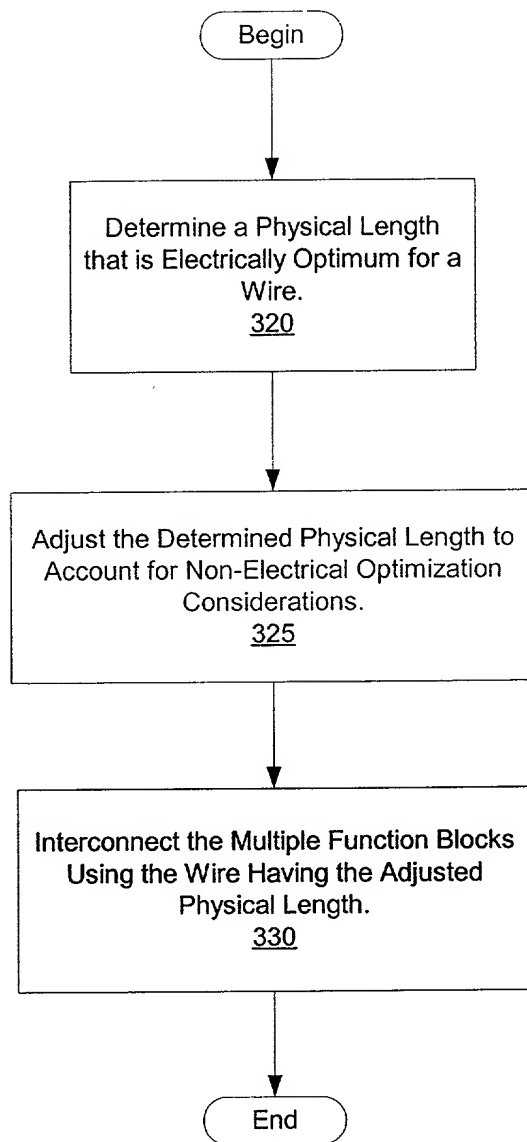 Begin
Determine a Physical Length
that is Electrically Optimum for a
Wire.
320
Adjust the Determined Physical Length to
Account for Non-Electrical Optimization
Considerations.
325
Interconnect the Multiple Function Blocks
Using the Wire Having the Adjusted
Physical Length.
330
End